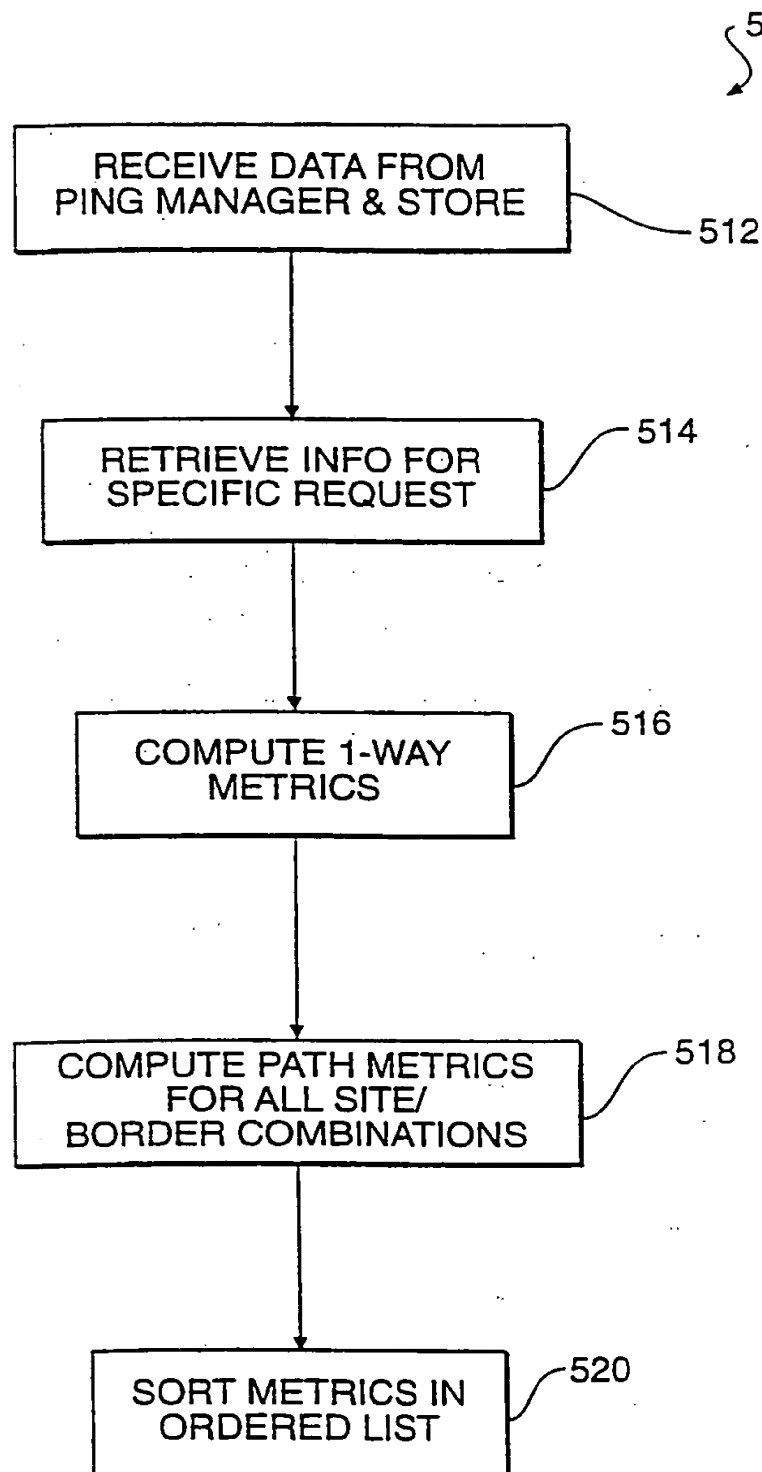 5
RECEIVE DATA FROM
PING MANAGER & STORE
512
RETRIEVE INFO FOR
SPECIFIC REQUEST
514
COMPUTE 1-WAY
METRICS
516
COMPUTE PATH METRICS
FOR ALL SITE/
BORDER COMBINATIONS
518
SORT METRICS IN
ORDERED LIST
520